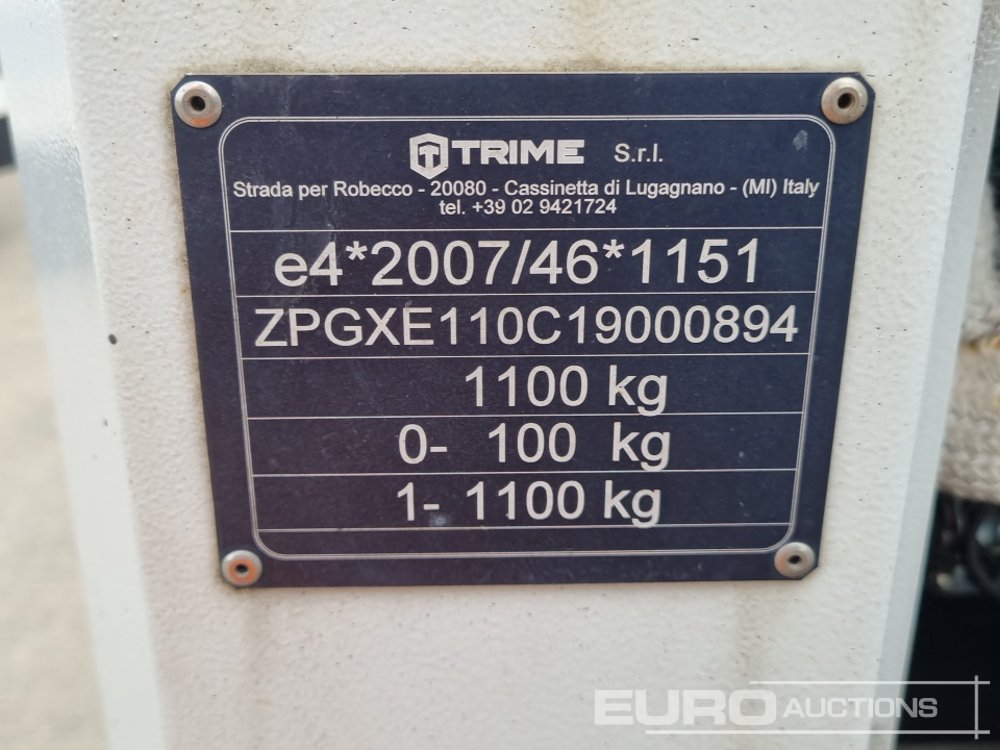 TRIME S.r.l.
Strada per Robecco - 20080 - Cassinetta di Lugagnano - (MI) Italy
tel. +39 02 9421724
e4*2007/46*1151
ZPGXE110C19000894
1100 kg
0- 100 kg
1- 1100 kg
EURO AUCTIONS